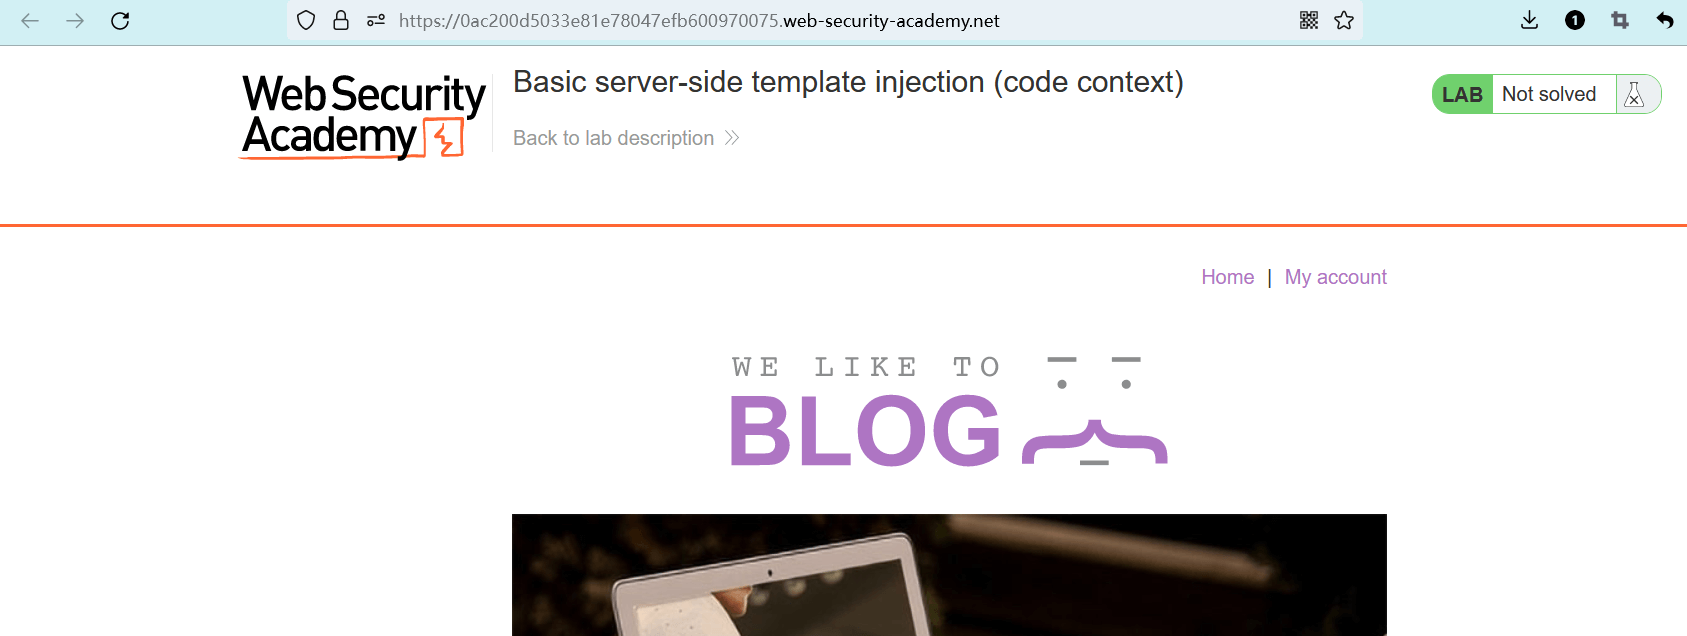 https://0ac200d5033e81e78047efb600970075.web-security-academy.net
1
Web Security
Academy
Basic server-side template injection (code context)
Back to lab description
LAB Not solved
Home | My account
WE LIKE TO
BLOG